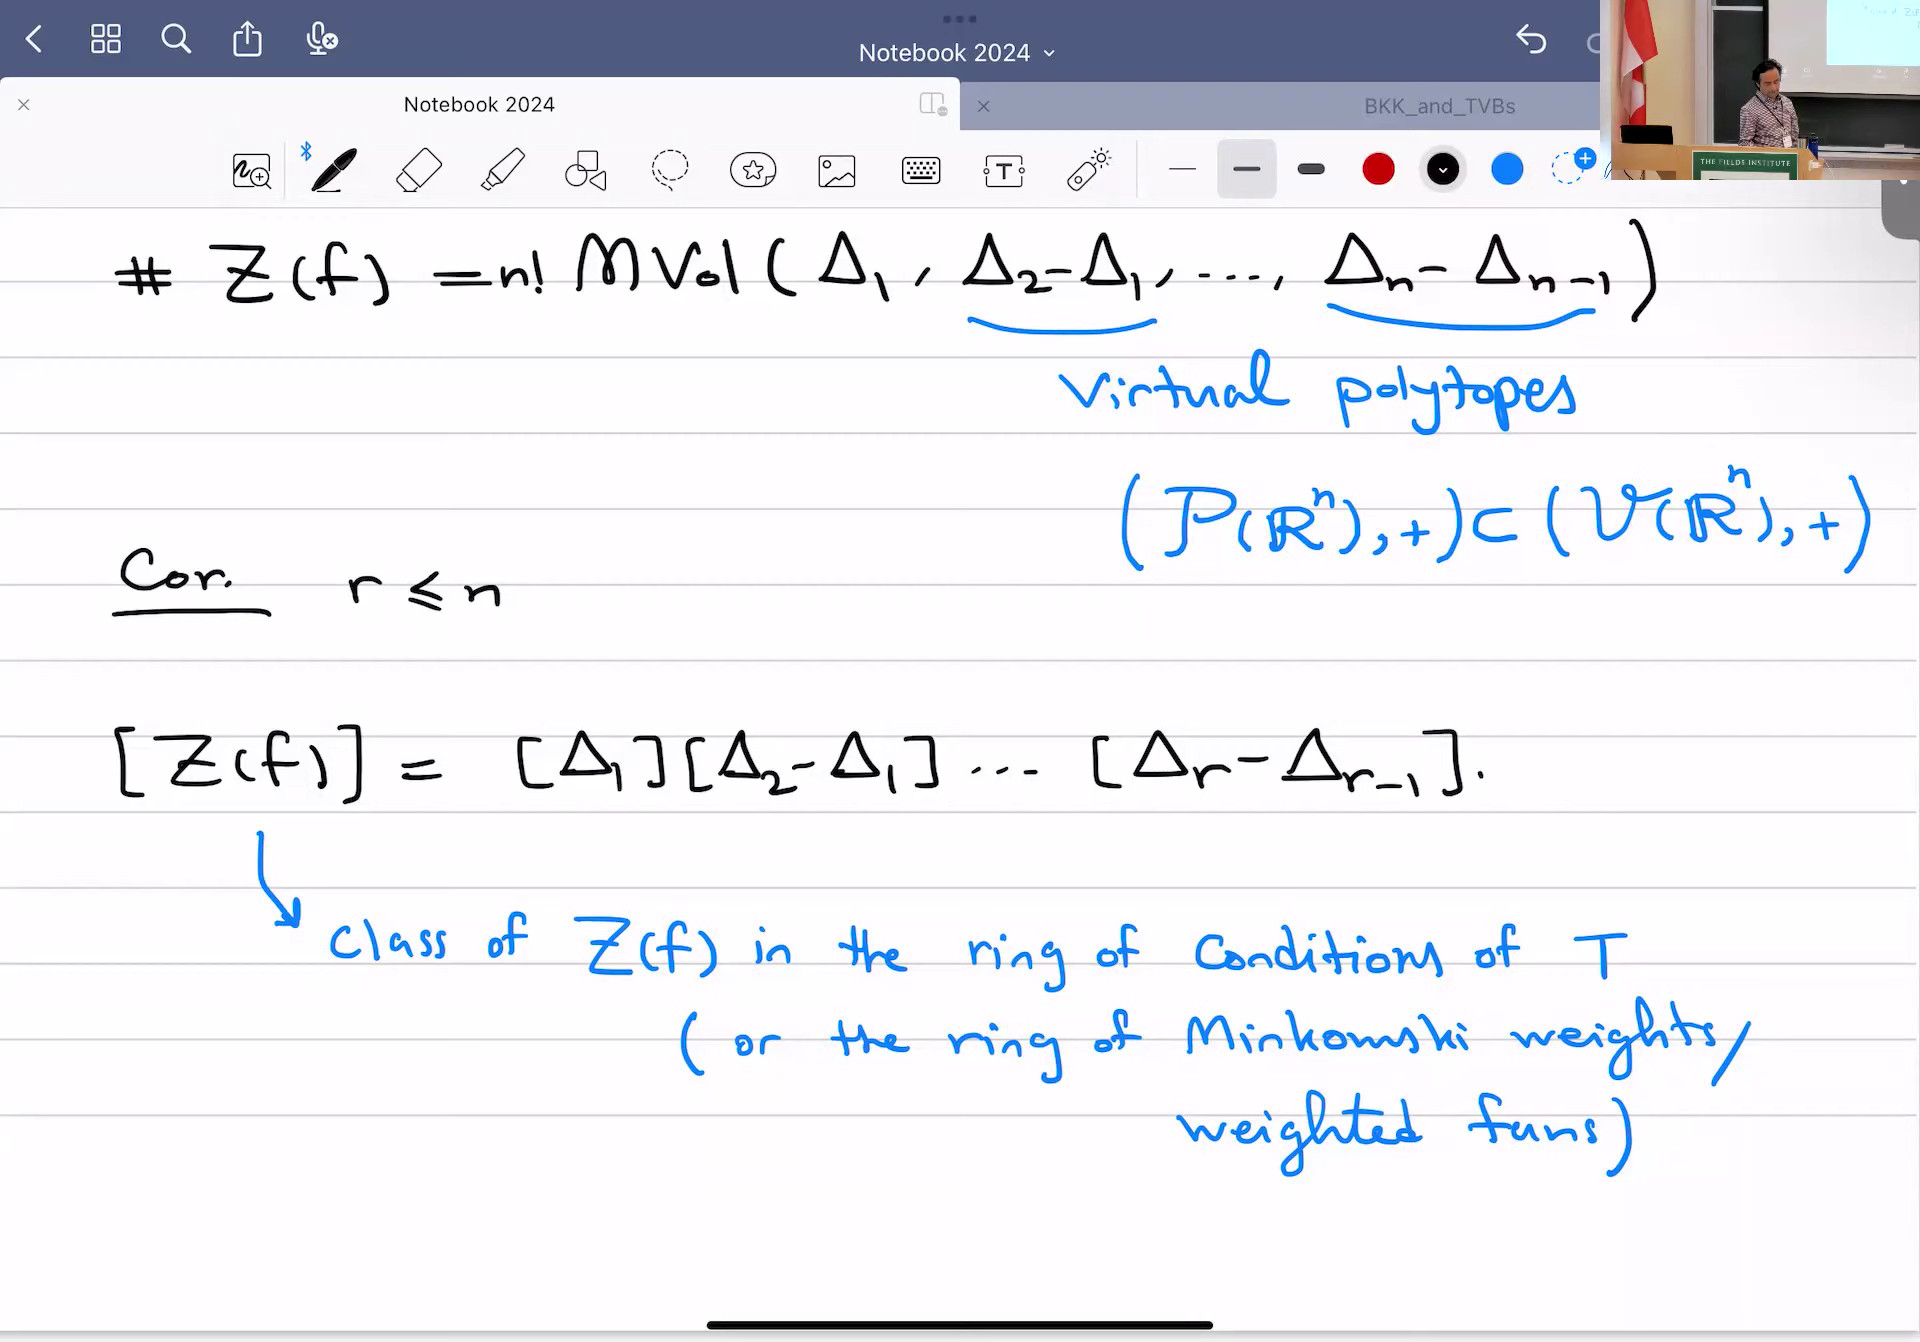 Notebook 2024
Notebook 2024
BKK_and_TVBs
THE FIELDS INSTITUTE
# Z(f) = n! MVol(Δ₁, Δ₂-Δ₁, ..., Δₙ-Δₙ₋₁)
virtual polytopes
(P(ℝⁿ),+) ⊂ (V(ℝⁿ),+)
Cor. r ≤ n
[Z(f)] = [Δ₁][Δ₂-Δ₁] ... [Δᵣ-Δᵣ₋₁].
Class of Z(f) in the ring of Conditions of T
(or the ring of Minkowski weights/
weighted fans)